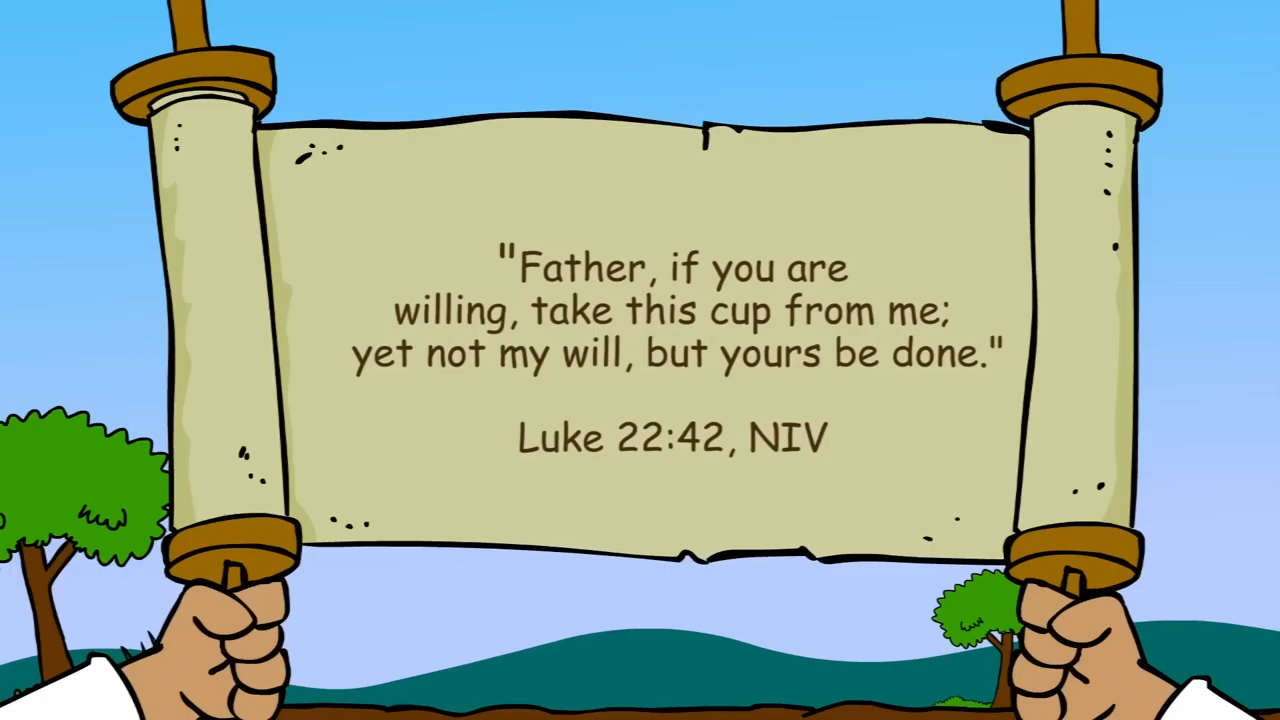 "Father, if you are
willing, take this cup from me;
yet not my will, but yours be done."
Luke 22:42, NIV